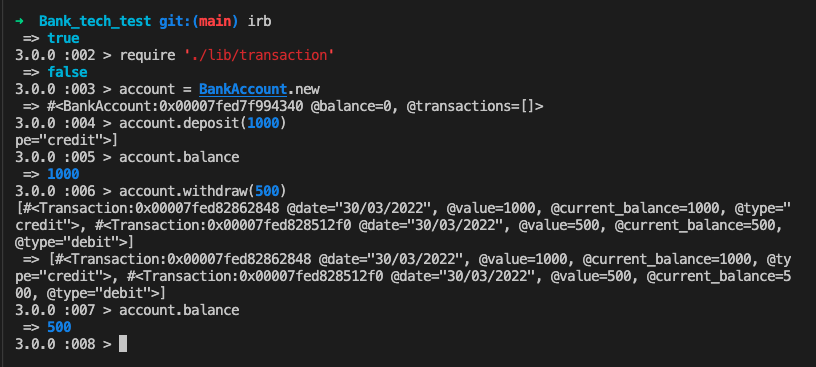 ➜  Bank_tech_test git:(main) irb
 => true
3.0.0 :002 > require './lib/transaction'
 => false
3.0.0 :003 > account = BankAccount.new
 => #<BankAccount:0x00007fed7f994340 @balance=0, @transactions=[]>
3.0.0 :004 > account.deposit(1000)
pe="credit">]
3.0.0 :005 > account.balance
 => 1000
3.0.0 :006 > account.withdraw(500)
[#<Transaction:0x00007fed82862848 @date="30/03/2022", @value=1000, @current_balance=1000, @type="
credit">, #<Transaction:0x00007fed828512f0 @date="30/03/2022", @value=500, @current_balance=500,
@type="debit">]
 => [#<Transaction:0x00007fed82862848 @date="30/03/2022", @value=1000, @current_balance=1000, @ty
pe="credit">, #<Transaction:0x00007fed828512f0 @date="30/03/2022", @value=500, @current_balance=5
00, @type="debit">]
3.0.0 :007 > account.balance
 => 500
3.0.0 :008 >